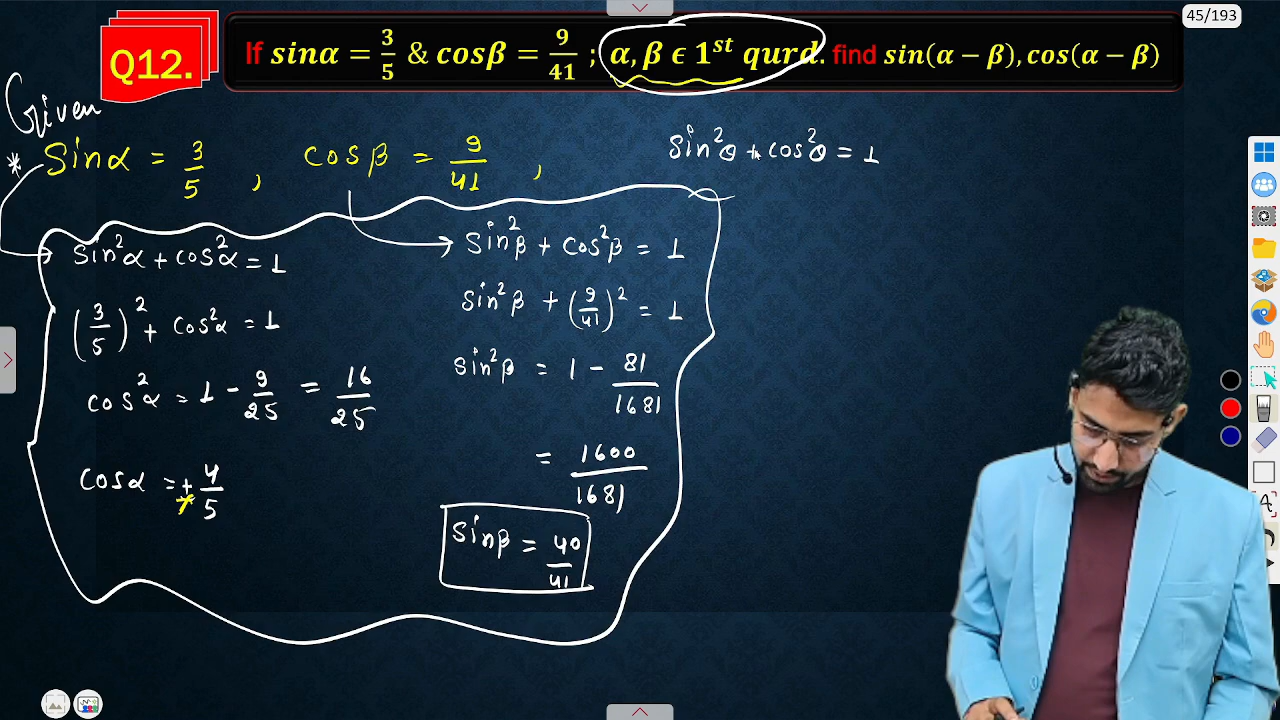 45/193
Q12.
If sinα = 3/5 & cosβ = 9/41 ; α, β ϵ 1ˢᵗ qurd. find sin(α − β), cos(α − β)
Given
* Sinα = 3/5 , cosβ = 9/41 ,
Sin²θ + cos²θ = 1
Sin²α + cos²α = 1
(3/5)² + cos²α = 1
cos²α = 1 - 9/25 = 16/25
cosα = + 4/5
Sin²β + cos²β = 1
Sin²β + (9/41)² = 1
Sin²β = 1 - 81/1681
= 1600/1681
Sinβ = 40/41